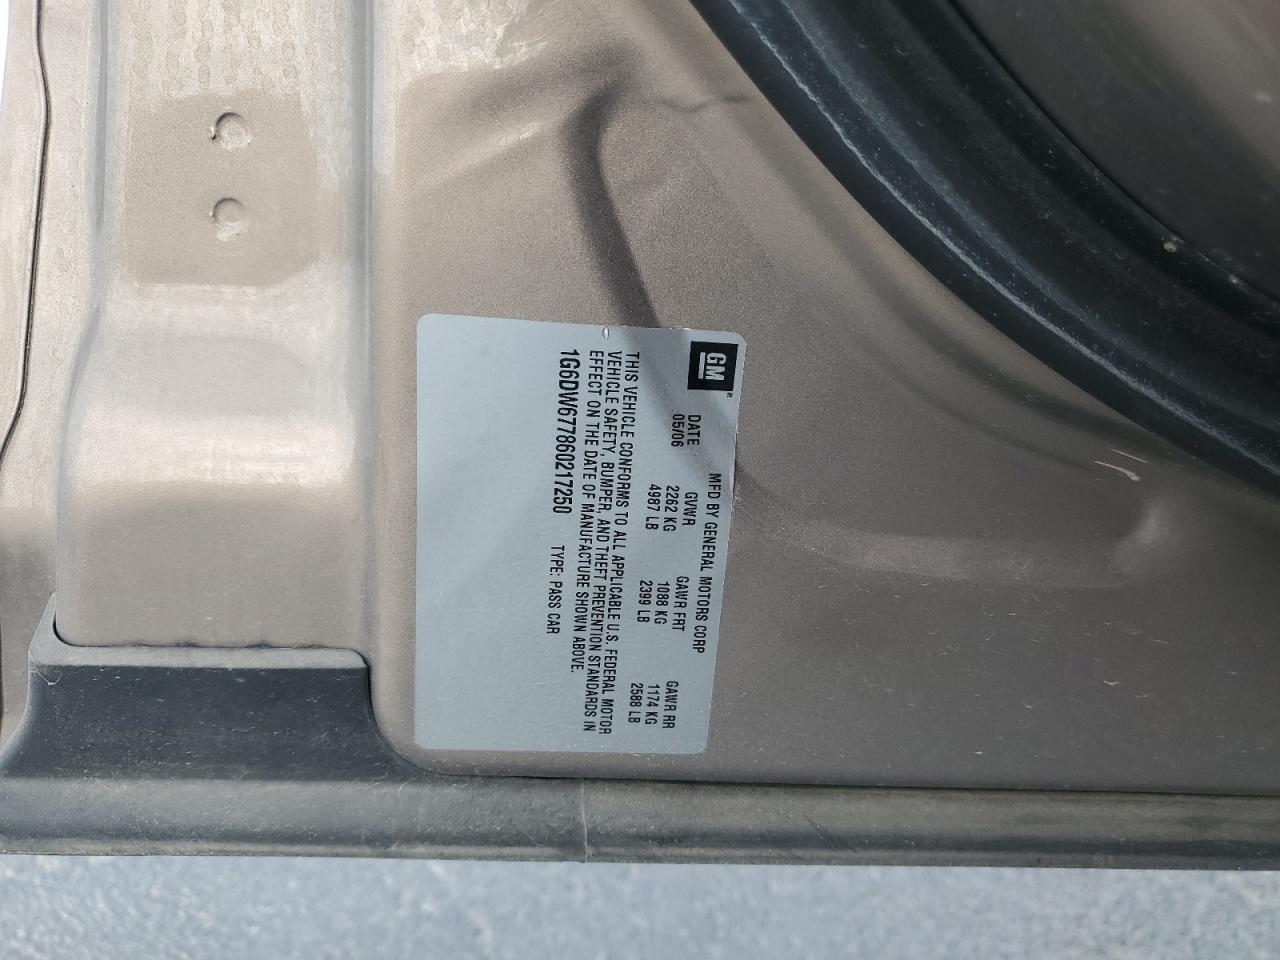 GM®
MFD BY GENERAL MOTORS CORP
DATE GVWR GAWR FRT GAWR RR
05/06 2262 KG 1088 KG 1174 KG
4987 LB 2399 LB 2588 LB
THIS VEHICLE CONFORMS TO ALL APPLICABLE U.S. FEDERAL MOTOR
VEHICLE SAFETY, BUMPER, AND THEFT PREVENTION STANDARDS IN
EFFECT ON THE DATE OF MANUFACTURE SHOWN ABOVE.
1G6DW677860217250 TYPE: PASS CAR